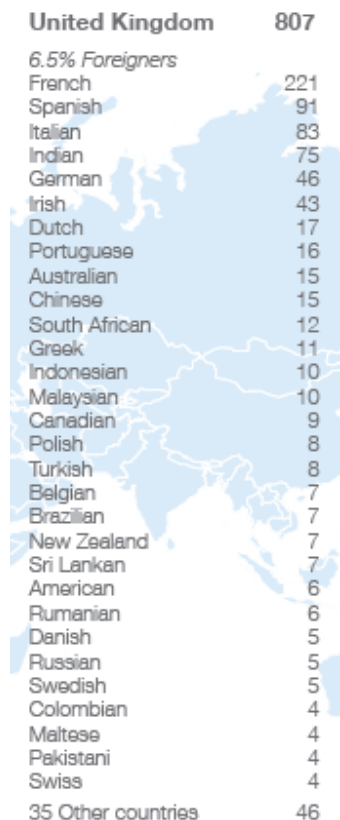 United Kingdom 807
6.5% Foreigners
French 221
Spanish 91
Italian 83
Indian 75
German 46
Irish 43
Dutch 17
Portuguese 16
Australian 15
Chinese 15
South African 12
Greek 11
Indonesian 10
Malaysian 10
Canadian 9
Polish 8
Turkish 8
Belgian 7
Brazilian 7
New Zealand 7
Sri Lankan 7
American 6
Rumanian 6
Danish 5
Russian 5
Swedish 5
Colombian 4
Maltese 4
Pakistani 4
Swiss 4
35 Other countries 46